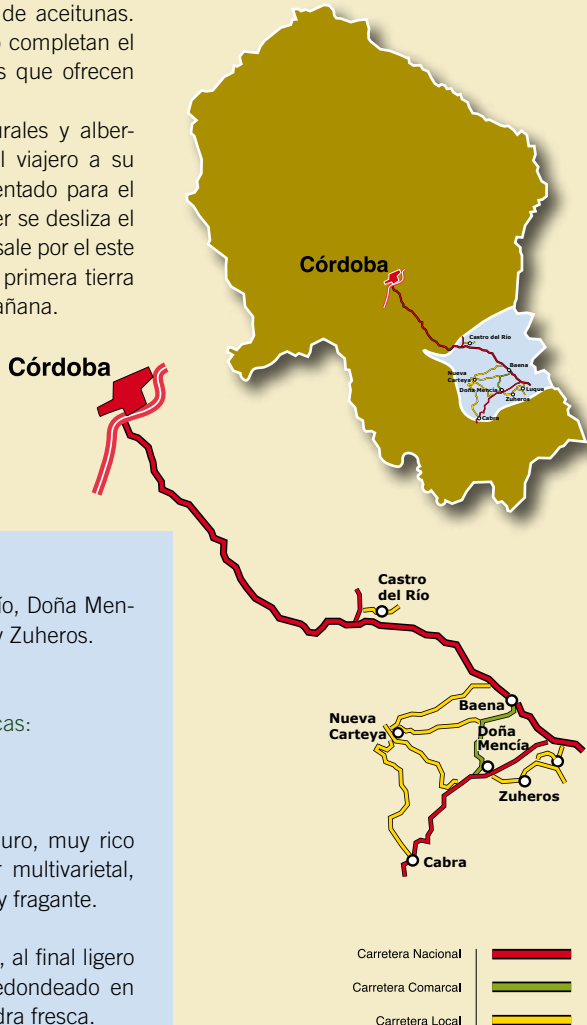 de aceitunas.
completan el
s que ofrecen
urales y alber-
l viajero a su
entado para el
er se desliza el
sale por el este
primera tierra
añana.
Córdoba
Castro del Río
Baena
Nueva
Carteya
Doña Mencía
Luque
Zuheros
Cabra
Córdoba
Castro
del Río
Baena
Nueva
Carteya
Doña
Mencía
Zuheros
Cabra
ío, Doña Men-
y Zuheros.
cas:
uro, muy rico
r multivarietal,
y fragante.
, al final ligero
edondeado en
dra fresca.
Carretera Nacional
Carretera Comarcal
Carretera Local